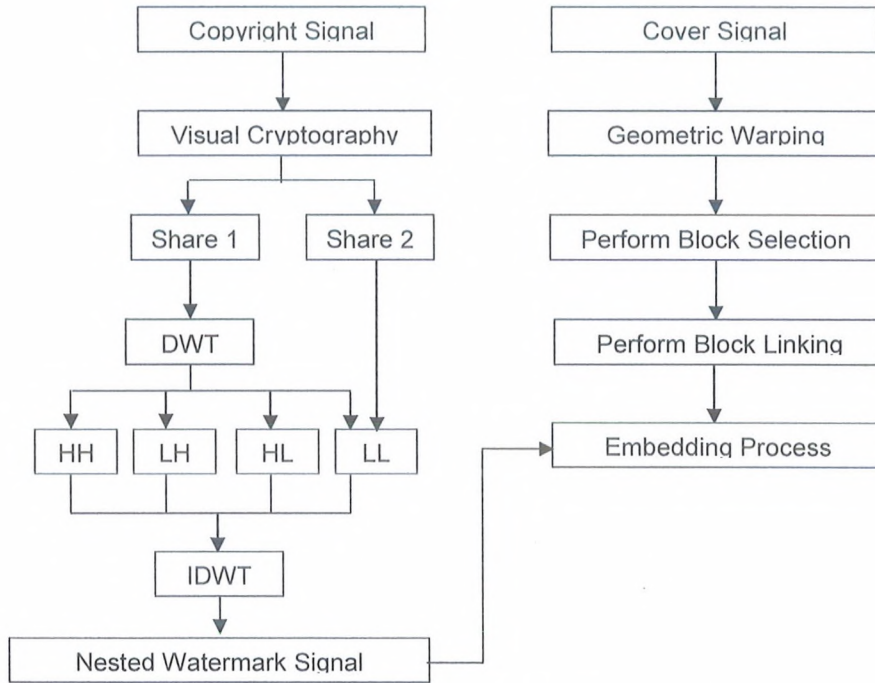 Copyright Signal
Visual Cryptography
Share 1
Share 2
DWT
HH
LH
HL
LL
IDWT
Nested Watermark Signal
Cover Signal
Geometric Warping
Perform Block Selection
Perform Block Linking
Embedding Process